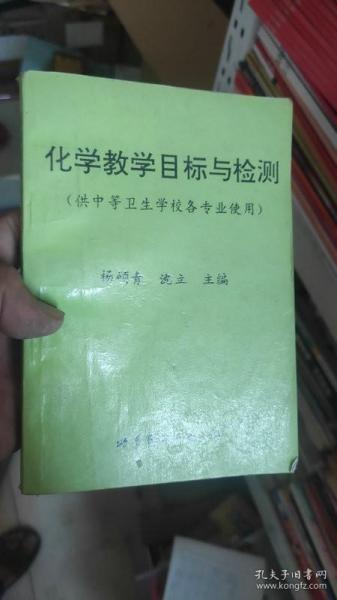 化学教学目标与检测
（供中等卫生学校各专业使用）
杨硕青 沈立 主编
孔夫子旧书网
www.kongfz.com